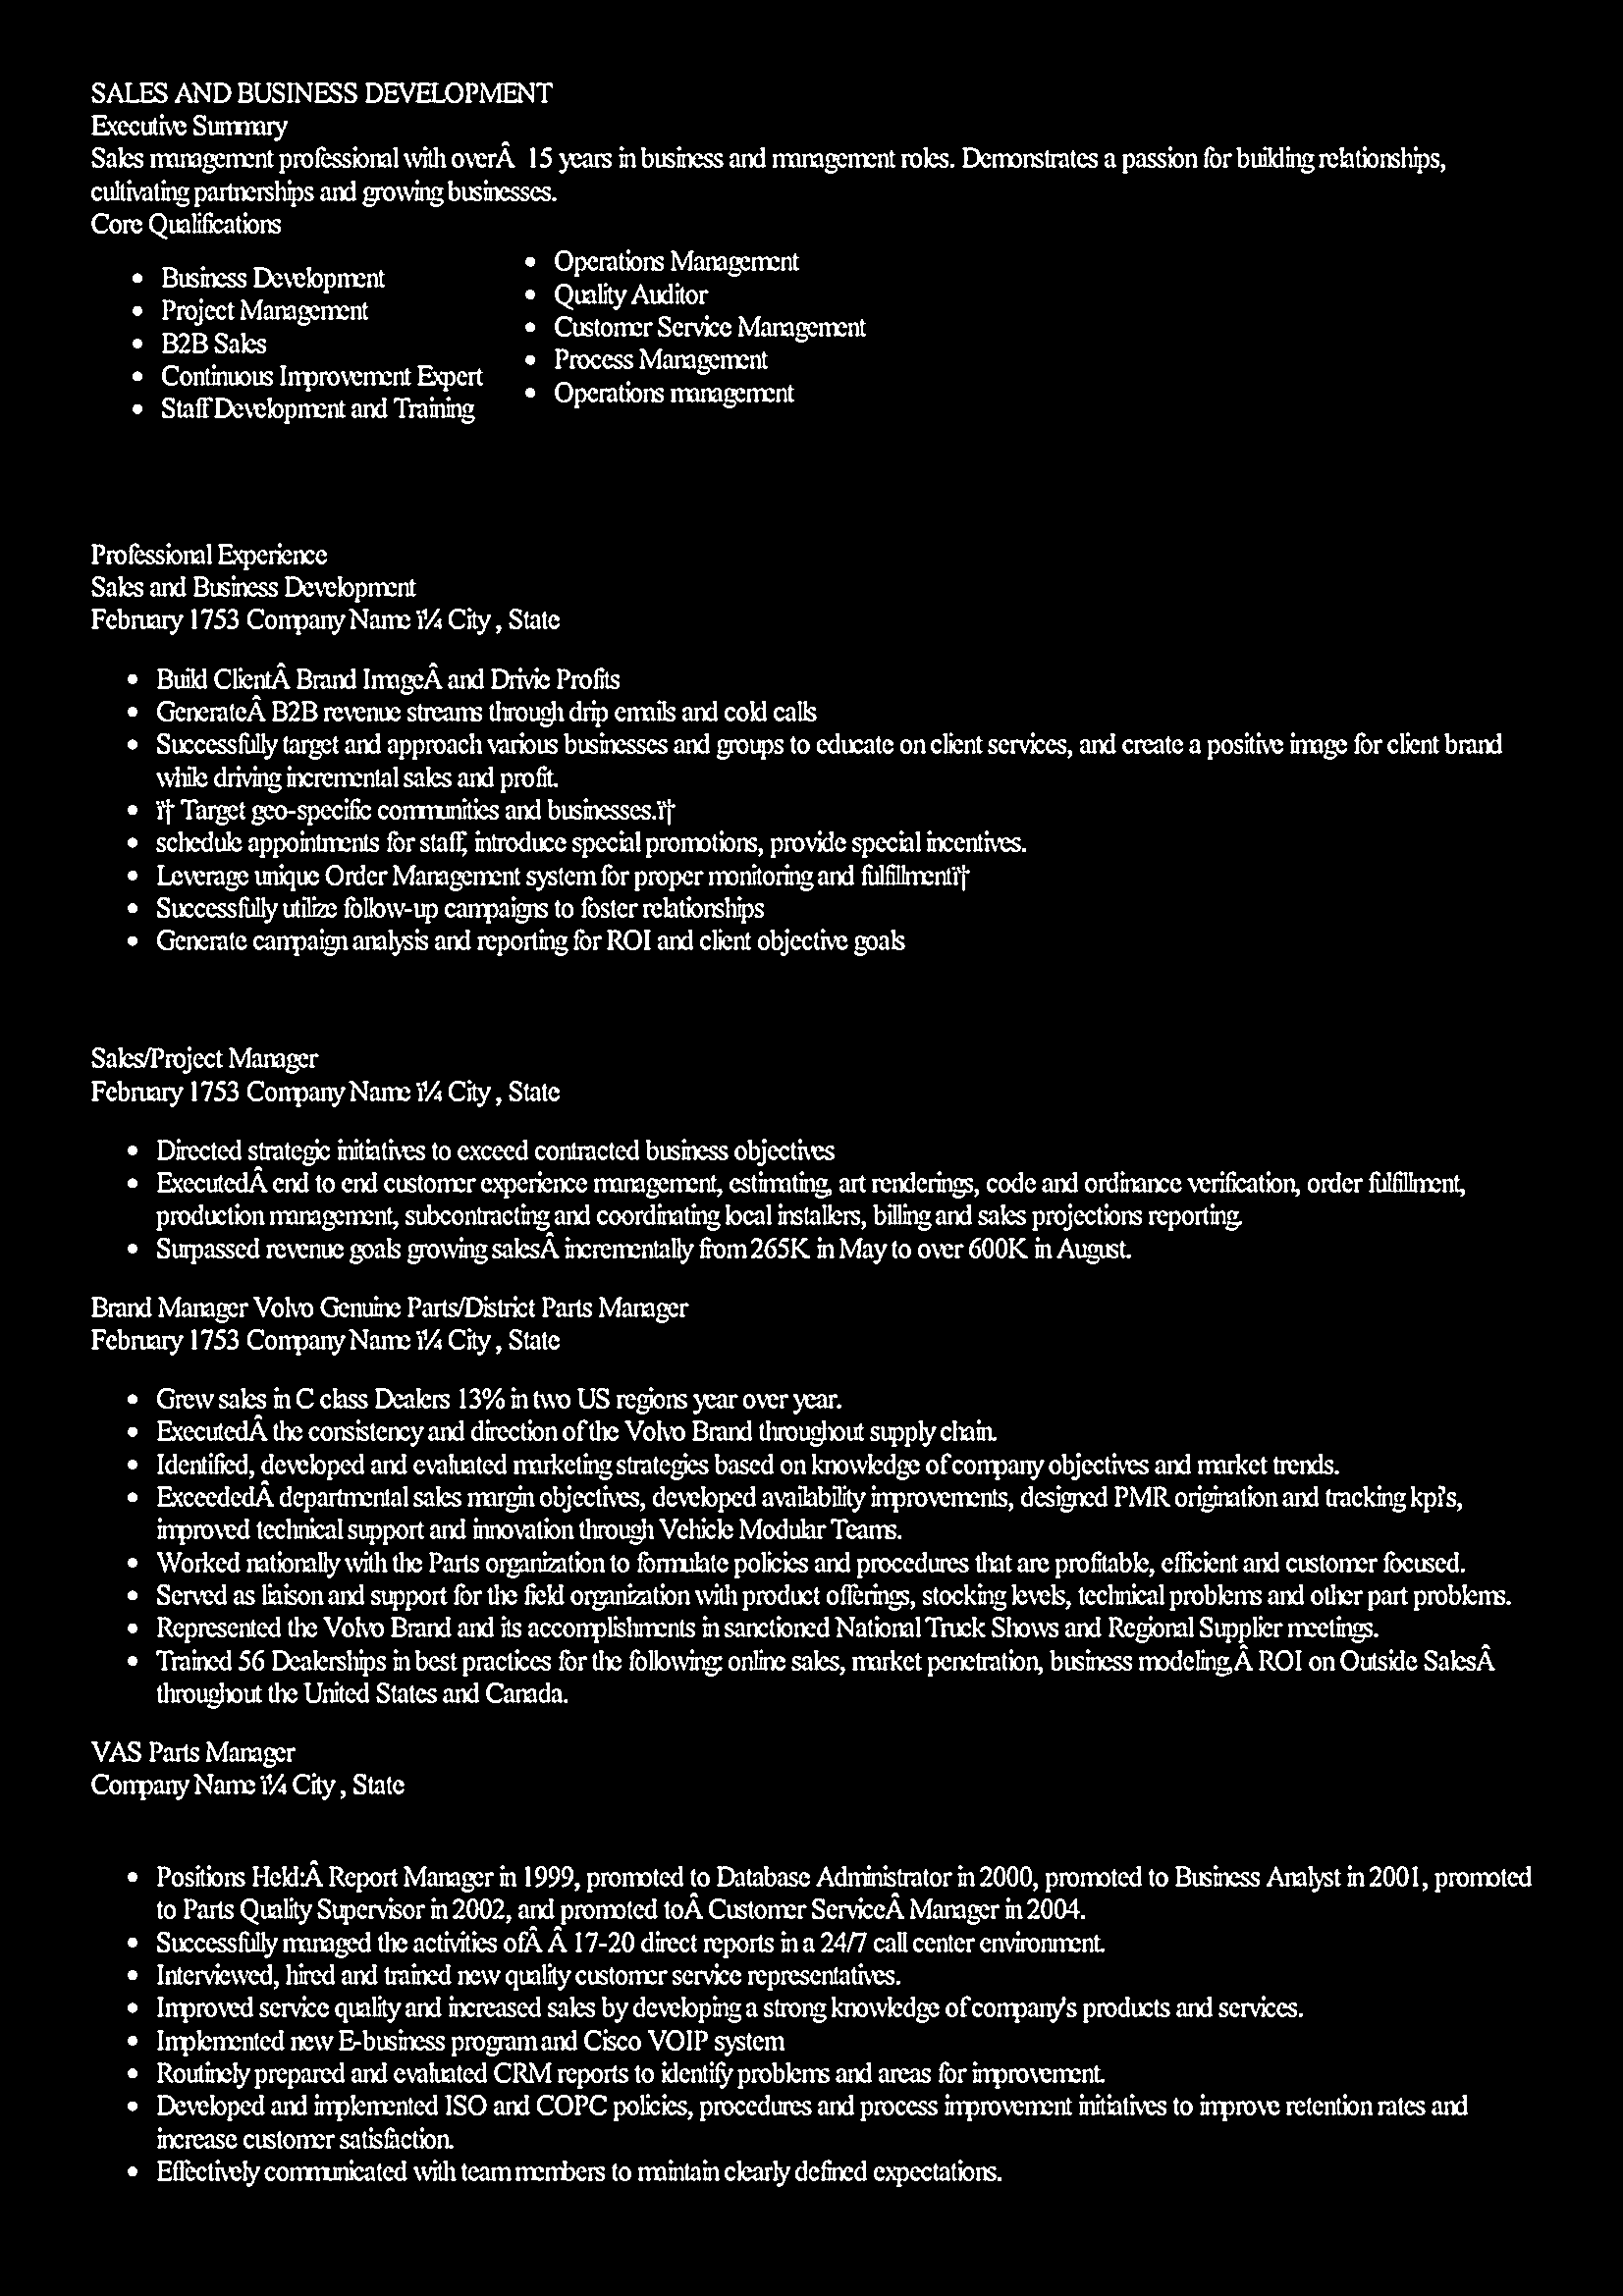 SALES AND BUSINESS DEVELOPMENT
Executive Summary
Sales management professional with overÂ  15 years in business and management roles. Demonstrates a passion for building relationships,
cultivating partnerships and growing businesses.
Core Qualifications
• Business Development
• Project Management
• B2B Sales
• Continuous Improvement Expert
• Staff Development and Training
• Operations Management
• Quality Auditor
• Customer Service Management
• Process Management
• Operations management
Professional Experience
Sales and Business Development
February 1753 Company Name ï¼ City , State
• Build ClientÂ Brand ImageÂ and Drivie Profits
• GenerateÂ B2B revenue streams through drip emails and cold calls
• Successfully target and approach various businesses and groups to educate on client services, and create a positive image for client brand
while driving incremental sales and profit.
• ï† Target geo-specific communities and businesses.ï†
• schedule appointments for staff, introduce special promotions, provide special incentives.
• Leverage unique Order Management system for proper monitoring and fulfillmentï†
• Successfully utilize follow-up campaigns to foster relationships
• Generate campaign analysis and reporting for ROI and client objective goals
Sales/Project Manager
February 1753 Company Name ï¼ City , State
• Directed strategic initiatives to exceed contracted business objectives
• ExecutedÂ end to end customer experience management, estimating, art renderings, code and ordinance verification, order fulfillment,
production management, subcontracting and coordinating local installers, billing and sales projections reporting.
• Surpassed revenue goals growing salesÂ incrementally from 265K in May to over 600K in August.
Brand Manager Volvo Genuine Parts/District Parts Manager
February 1753 Company Name ï¼ City , State
• Grew sales in C class Dealers 13% in two US regions year over year.
• ExecutedÂ the consistency and direction of the Volvo Brand throughout supply chain.
• Identified, developed and evaluated marketing strategies based on knowledge of company objectives and market trends.
• ExceededÂ departmental sales margin objectives, developed availability improvements, designed PMR origination and tracking kpi's,
improved technical support and innovation through Vehicle Modular Teams.
• Worked nationally with the Parts organization to formulate policies and procedures that are profitable, efficient and customer focused.
• Served as liaison and support for the field organization with product offerings, stocking levels, technical problems and other part problems.
• Represented the Volvo Brand and its accomplishments in sanctioned National Truck Shows and Regional Supplier meetings.
• Trained 56 Dealerships in best practices for the following: online sales, market penetration, business modeling,Â ROI on Outside SalesÂ
throughout the United States and Canada.
VAS Parts Manager
Company Name ï¼ City , State
• Positions Held:Â Report Manager in 1999, promoted to Database Administrator in 2000, promoted to Business Analyst in 2001, promoted
to Parts Quality Supervisor in 2002, and promoted toÂ Customer ServiceÂ Manager in 2004.
• Successfully managed the activities ofÂ Â 17-20 direct reports in a 24/7 call center environment.
• Interviewed, hired and trained new quality customer service representatives.
• Improved service quality and increased sales by developing a strong knowledge of company's products and services.
• Implemented new E-business program and Cisco VOIP system
• Routinely prepared and evaluated CRM reports to identify problems and areas for improvement.
• Developed and implemented ISO and COPC policies, procedures and process improvement initiatives to improve retention rates and
increase customer satisfaction.
• Effectively communicated with team members to maintain clearly defined expectations.